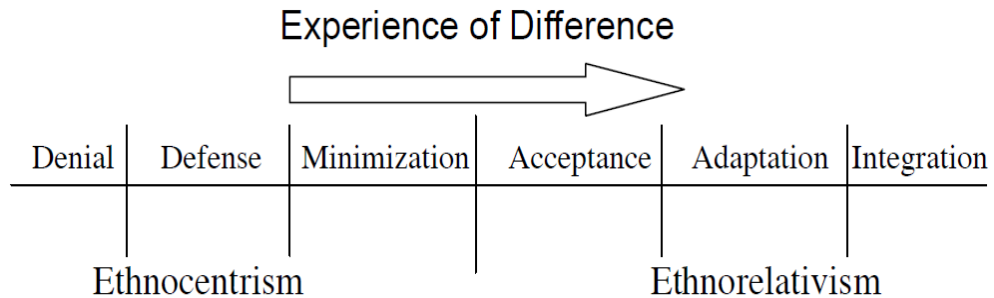 Experience of Difference
Denial Defense Minimization Acceptance Adaptation Integration
Ethnocentrism Ethnorelativism